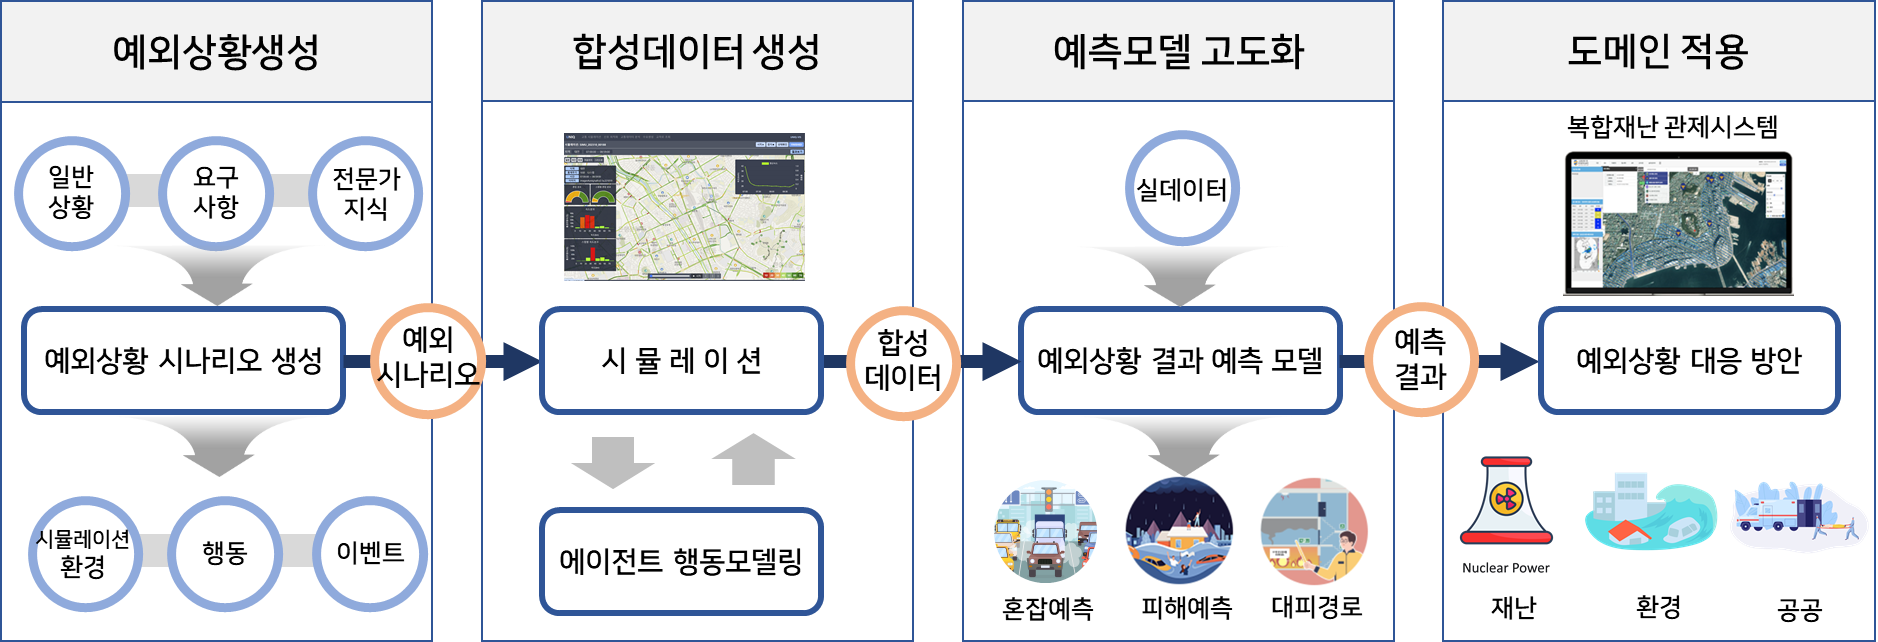 예외상황생성
일반
상황
요구
사항
전문가
지식
예외상황 시나리오 생성
시뮬레이션
환경
행동
이벤트
예외
시나리오
합성데이터 생성
시 뮬 레 이 션
에이전트 행동모델링
합성
데이터
예측모델 고도화
실데이터
예외상황 결과 예측 모델
혼잡예측
피해예측
대피경로
예측
결과
도메인 적용
복합재난 관제시스템
예외상황 대응 방안
Nuclear Power
재난
환경
공공